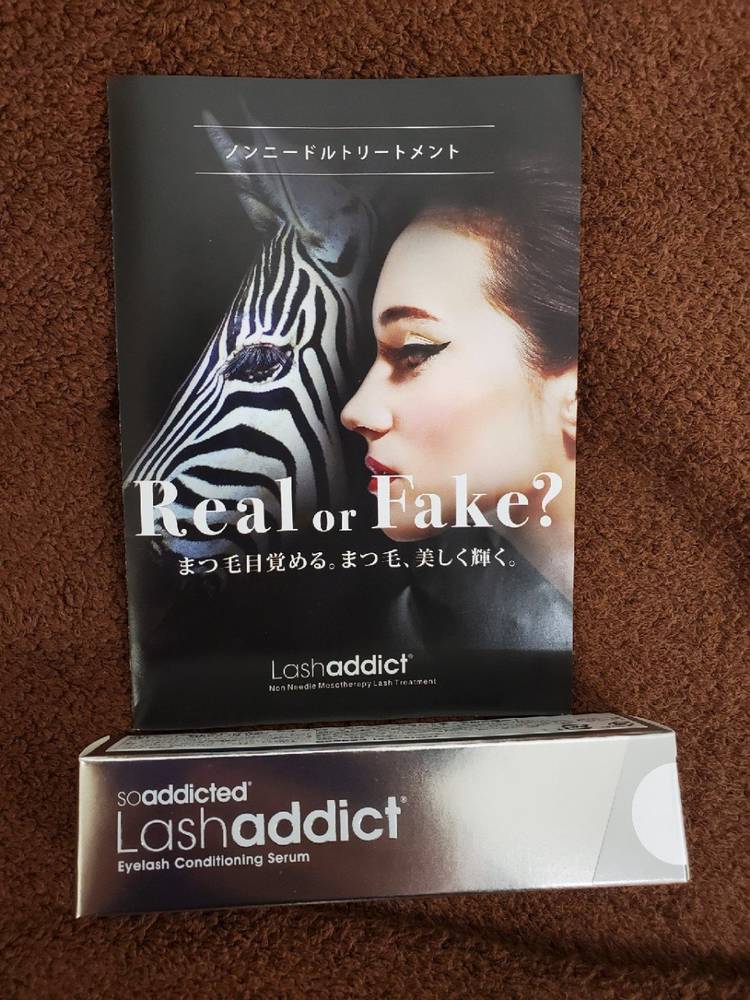 ノンニードルトリートメント
Real or Fake?
まつ毛目覚める。まつ毛、美しく輝く。
Lashaddict®
Non Needle Mesotherapy Lash Treatment
soaddicted®
Lashaddict®
Eyelash Conditioning Serum